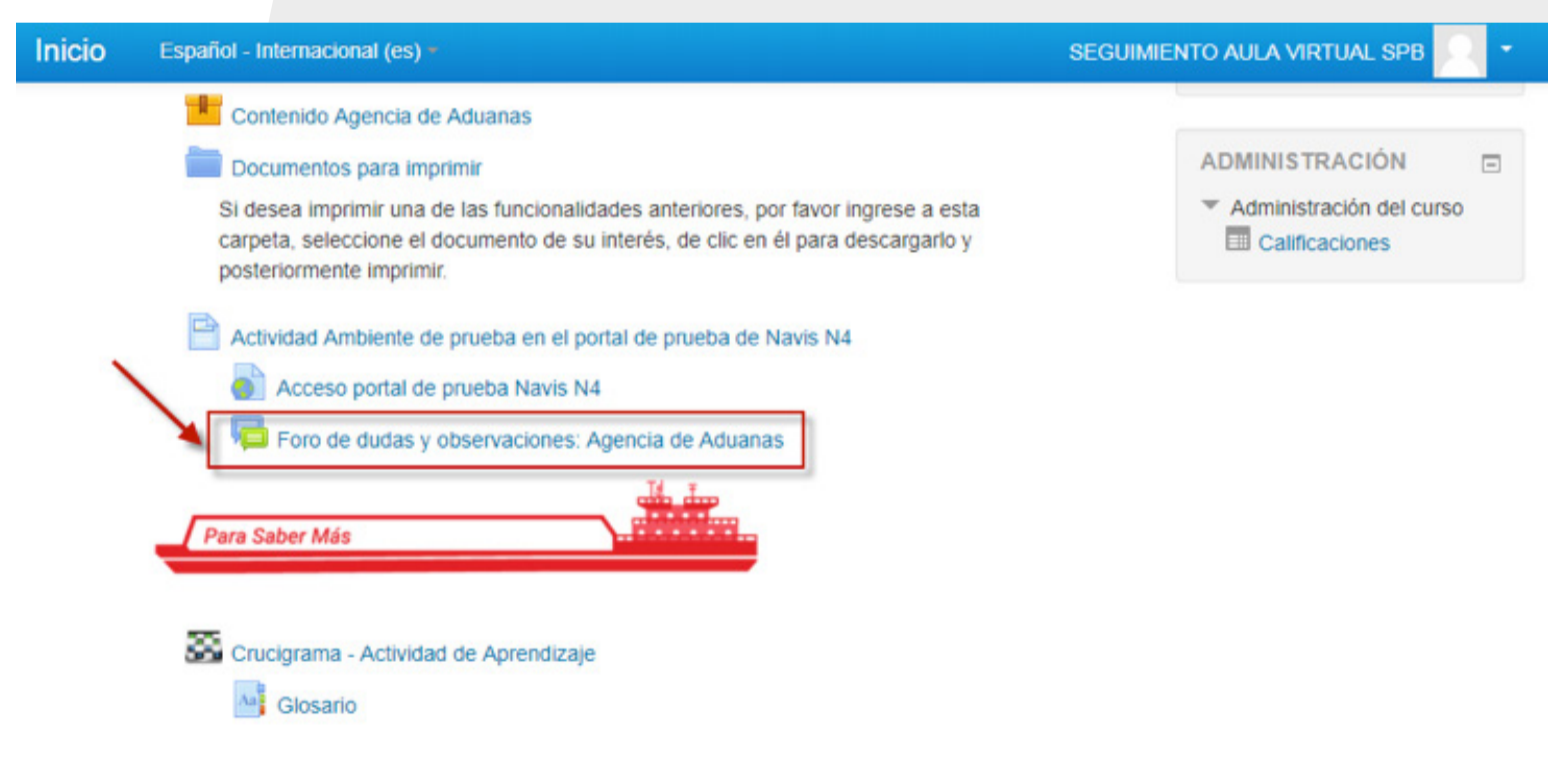 Inicio
Español - Internacional (es)
SEGUIMIENTO AULA VIRTUAL SPB
Contenido Agencia de Aduanas
Documentos para imprimir
Si desea imprimir una de las funcionalidades anteriores, por favor ingrese a esta
carpeta, seleccione el documento de su interés, de clic en él para descargarlo y
posteriormente imprimir.
Actividad Ambiente de prueba en el portal de prueba de Navis N4
Acceso portal de prueba Navis N4
Foro de dudas y observaciones: Agencia de Aduanas
Para Saber Más
Crucigrama - Actividad de Aprendizaje
Aa
Glosario
ADMINISTRACIÓN
Administración del curso
Calificaciones